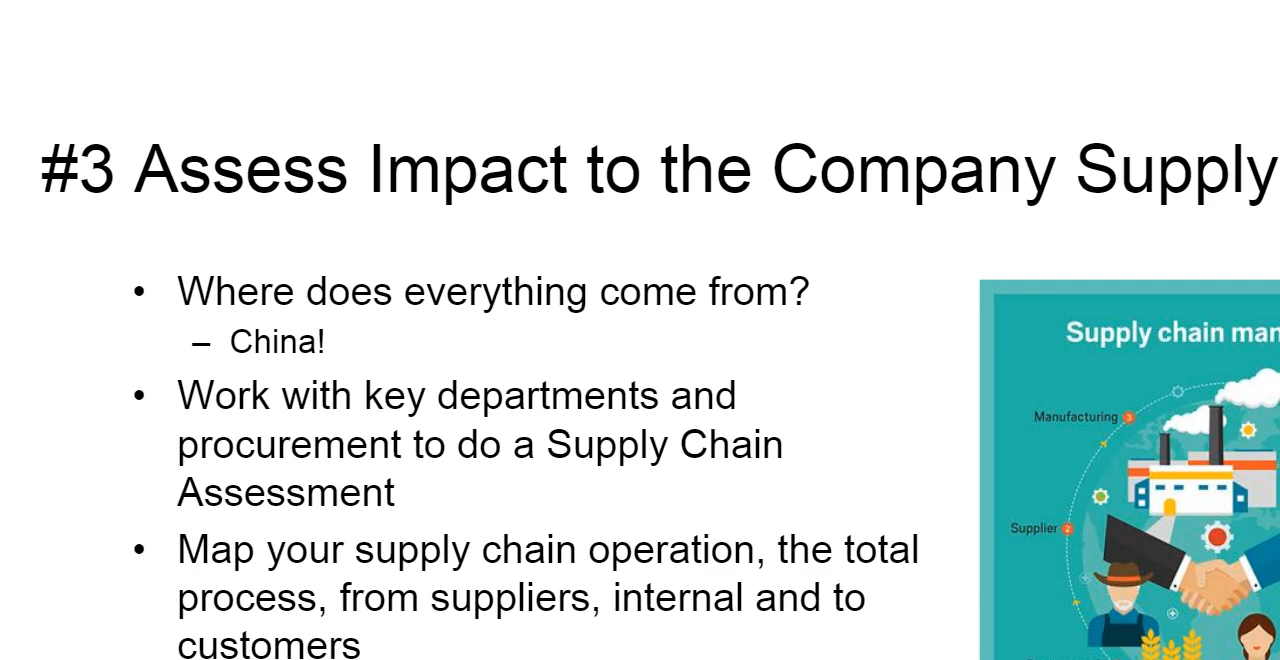 #3 Assess Impact to the Company Supply
• Where does everything come from?
– China!
• Work with key departments and
procurement to do a Supply Chain
Assessment
• Map your supply chain operation, the total
process, from suppliers, internal and to
customers
Supply chain man
Manufacturing 3
Supplier 2